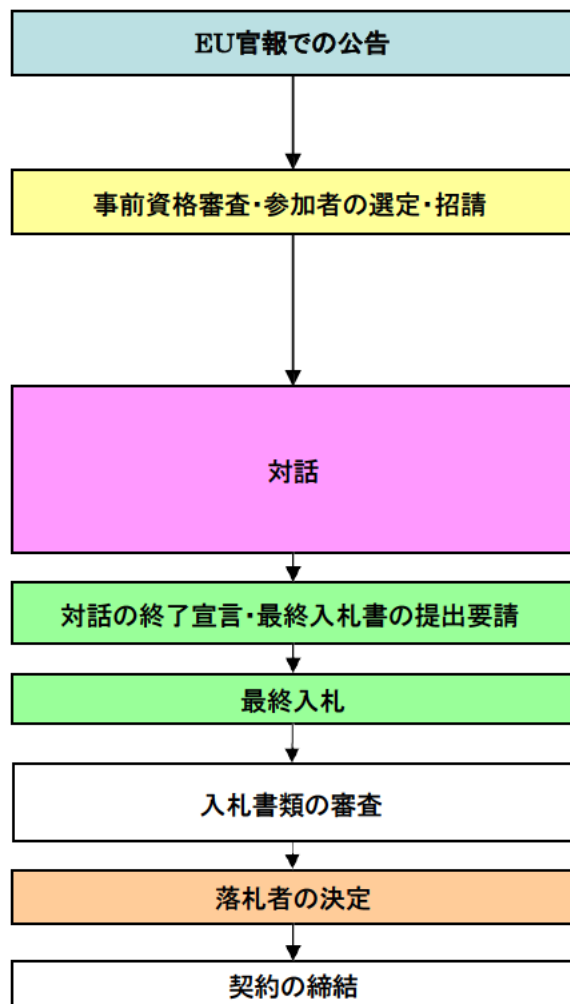 EU官報での公告
事前資格審査・参加者の選定・招請
対話
対話の終了宣言・最終入札書の提出要請
最終入札
入札書類の審査
落札者の決定
契約の締結